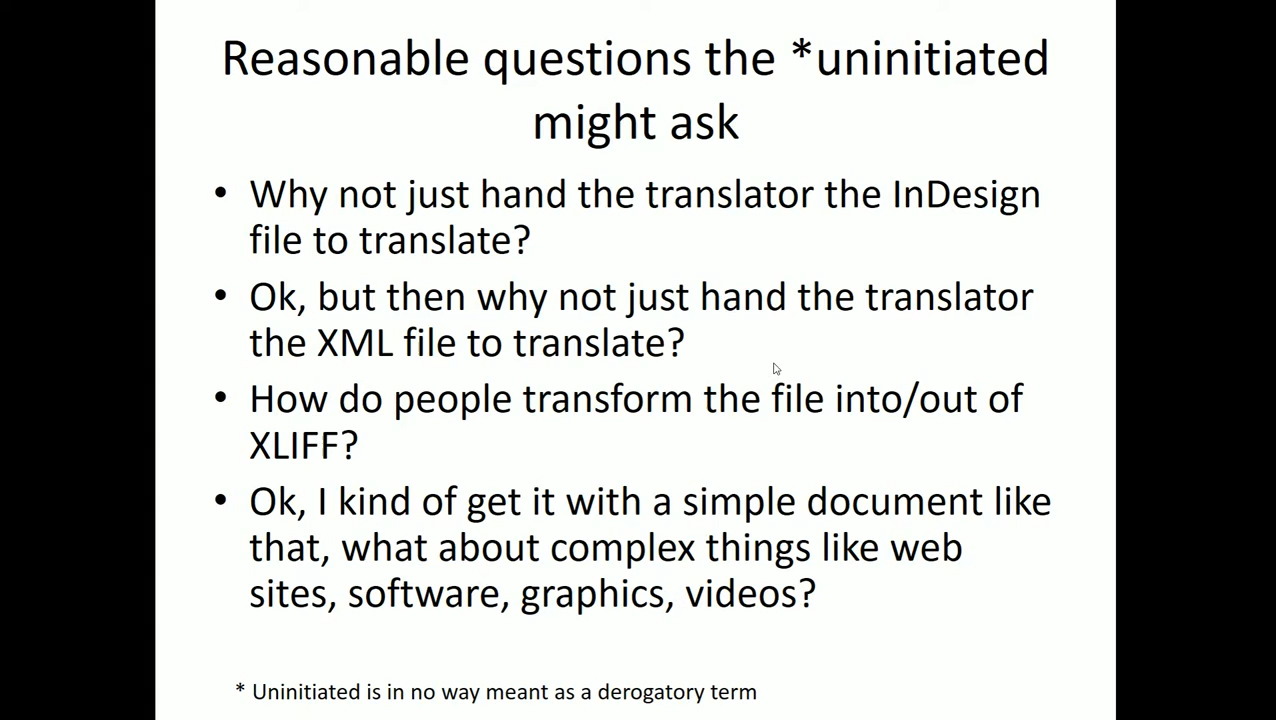 Reasonable questions the *uninitiated
might ask
• Why not just hand the translator the InDesign
file to translate?
• Ok, but then why not just hand the translator
the XML file to translate?
• How do people transform the file into/out of
XLIFF?
• Ok, I kind of get it with a simple document like
that, what about complex things like web
sites, software, graphics, videos?
* Uninitiated is in no way meant as a derogatory term